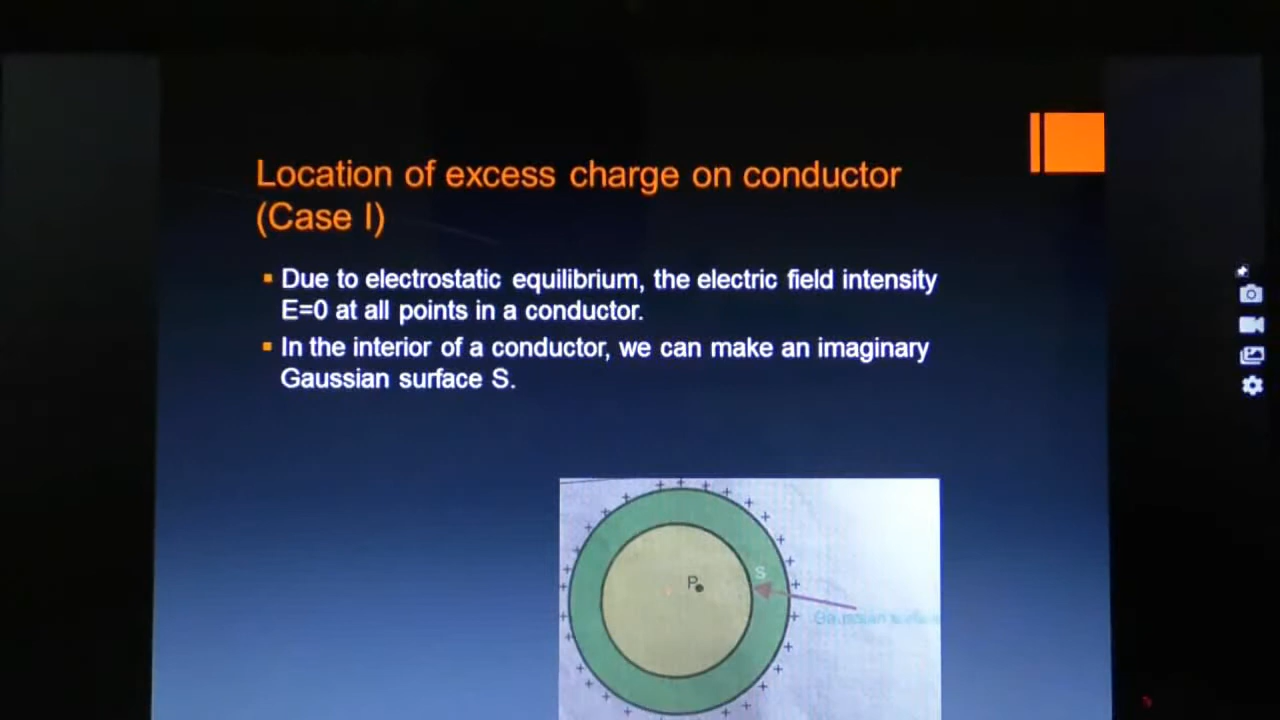 Location of excess charge on conductor
(Case I)
Due to electrostatic equilibrium, the electric field intensity
E=0 at all points in a conductor.
In the interior of a conductor, we can make an imaginary
Gaussian surface S.
P
S
Gaussian surface